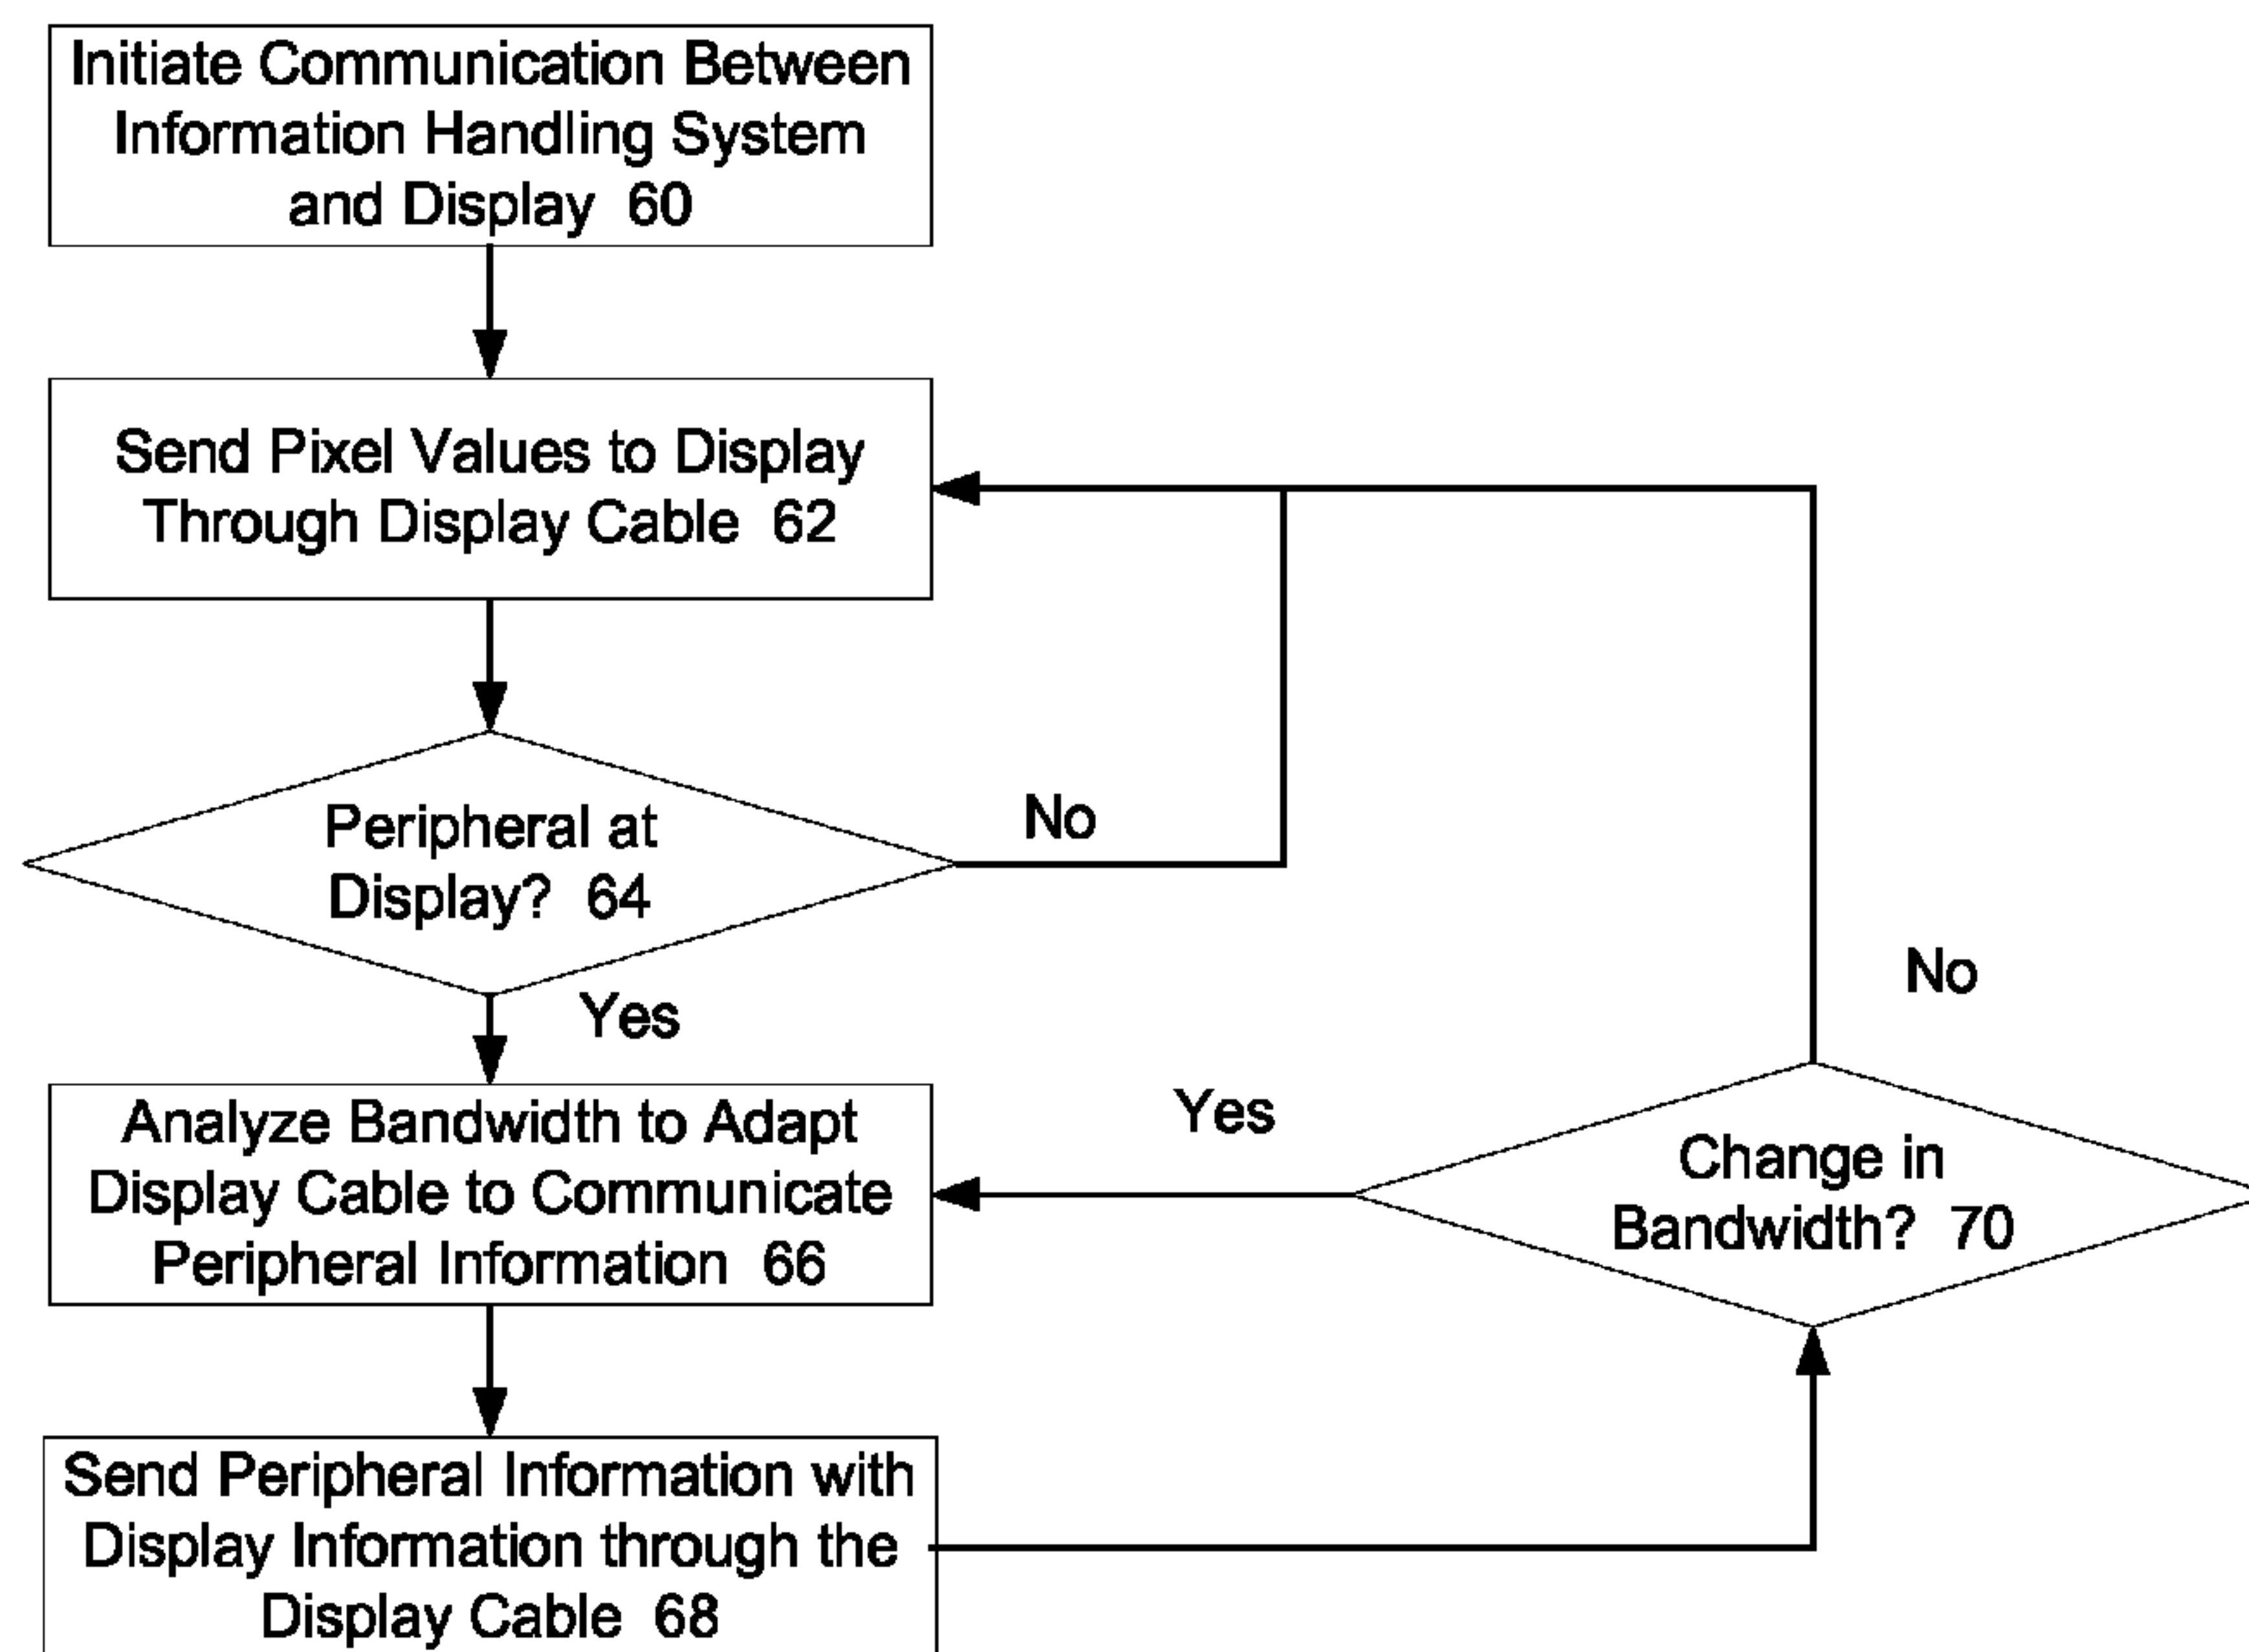 Initiate Communication Between
Information Handling System
and Display 60
Send Pixel Values to Display
Through Display Cable 62
Peripheral at
Display? 64
No
Yes
Analyze Bandwidth to Adapt
Display Cable to Communicate
Peripheral Information 66
Yes
Change in
Bandwidth? 70
No
Send Peripheral Information with
Display Information through the
Display Cable 68